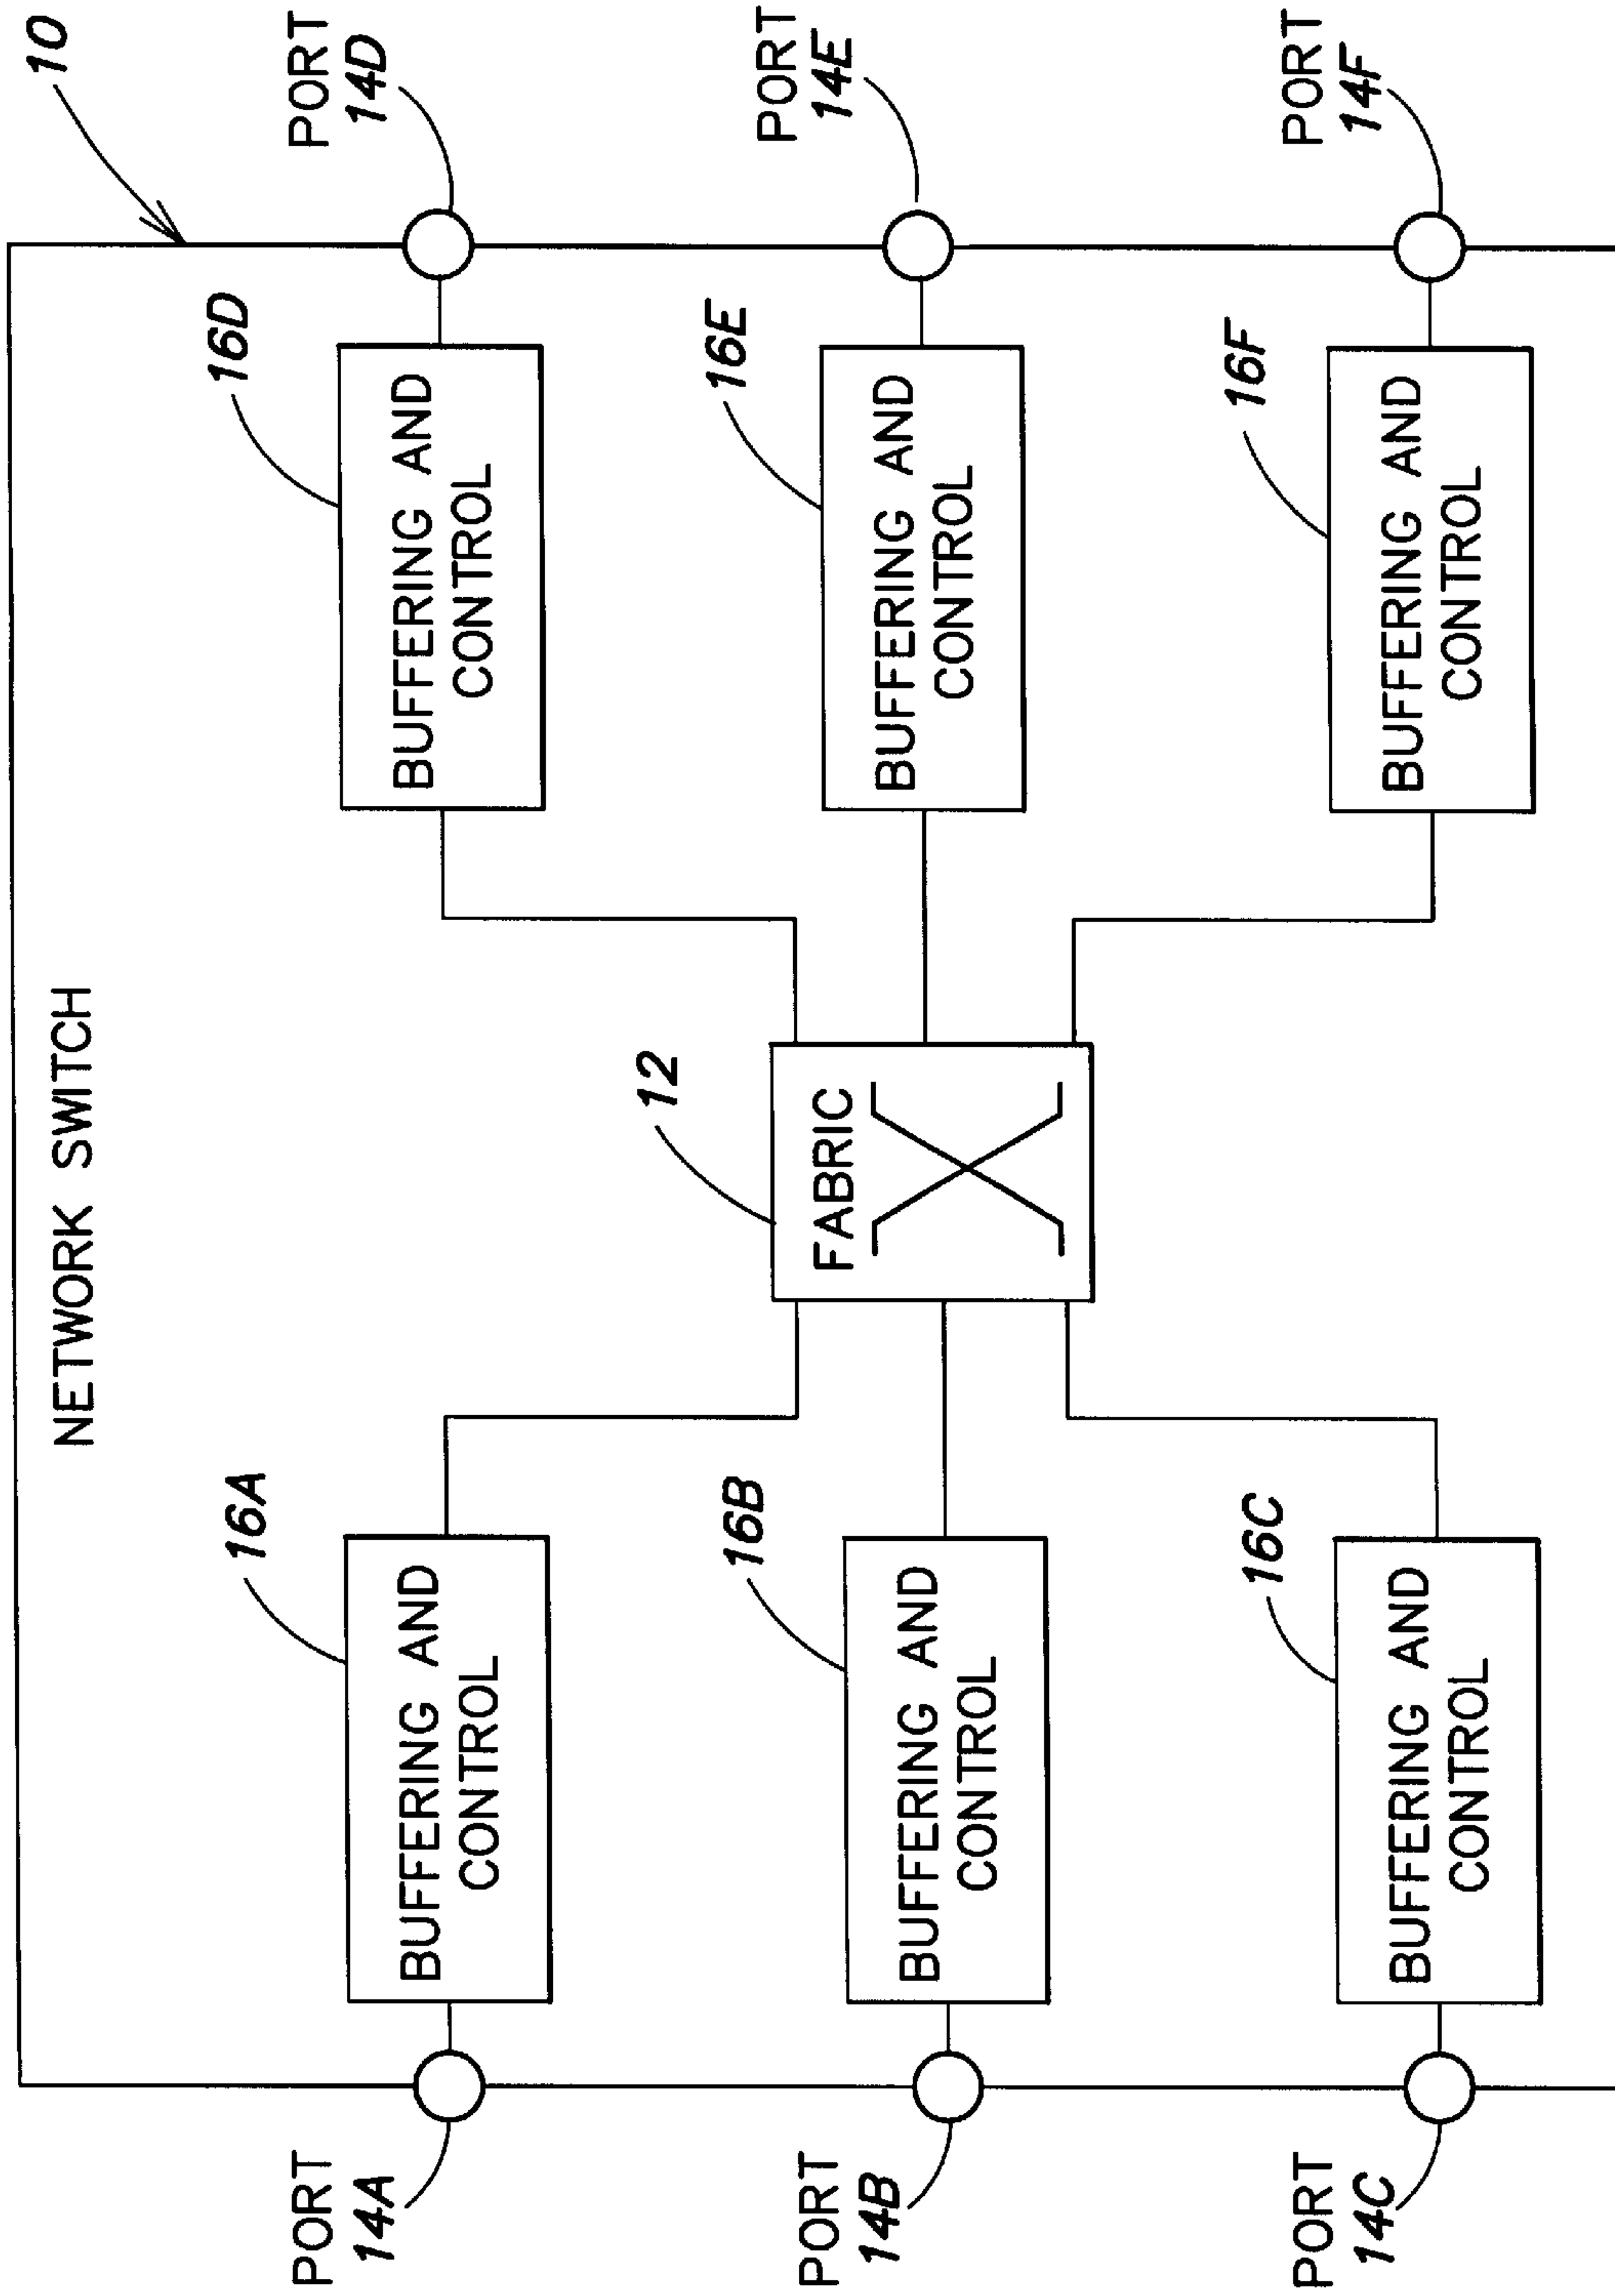 10
NETWORK SWITCH
PORT
14A
16A
BUFFERING AND
CONTROL
16D
BUFFERING AND
CONTROL
PORT
14D
12
FABRIC
PORT
14B
16B
BUFFERING AND
CONTROL
16E
BUFFERING AND
CONTROL
PORT
14E
PORT
14C
16C
BUFFERING AND
CONTROL
16F
BUFFERING AND
CONTROL
PORT
14F